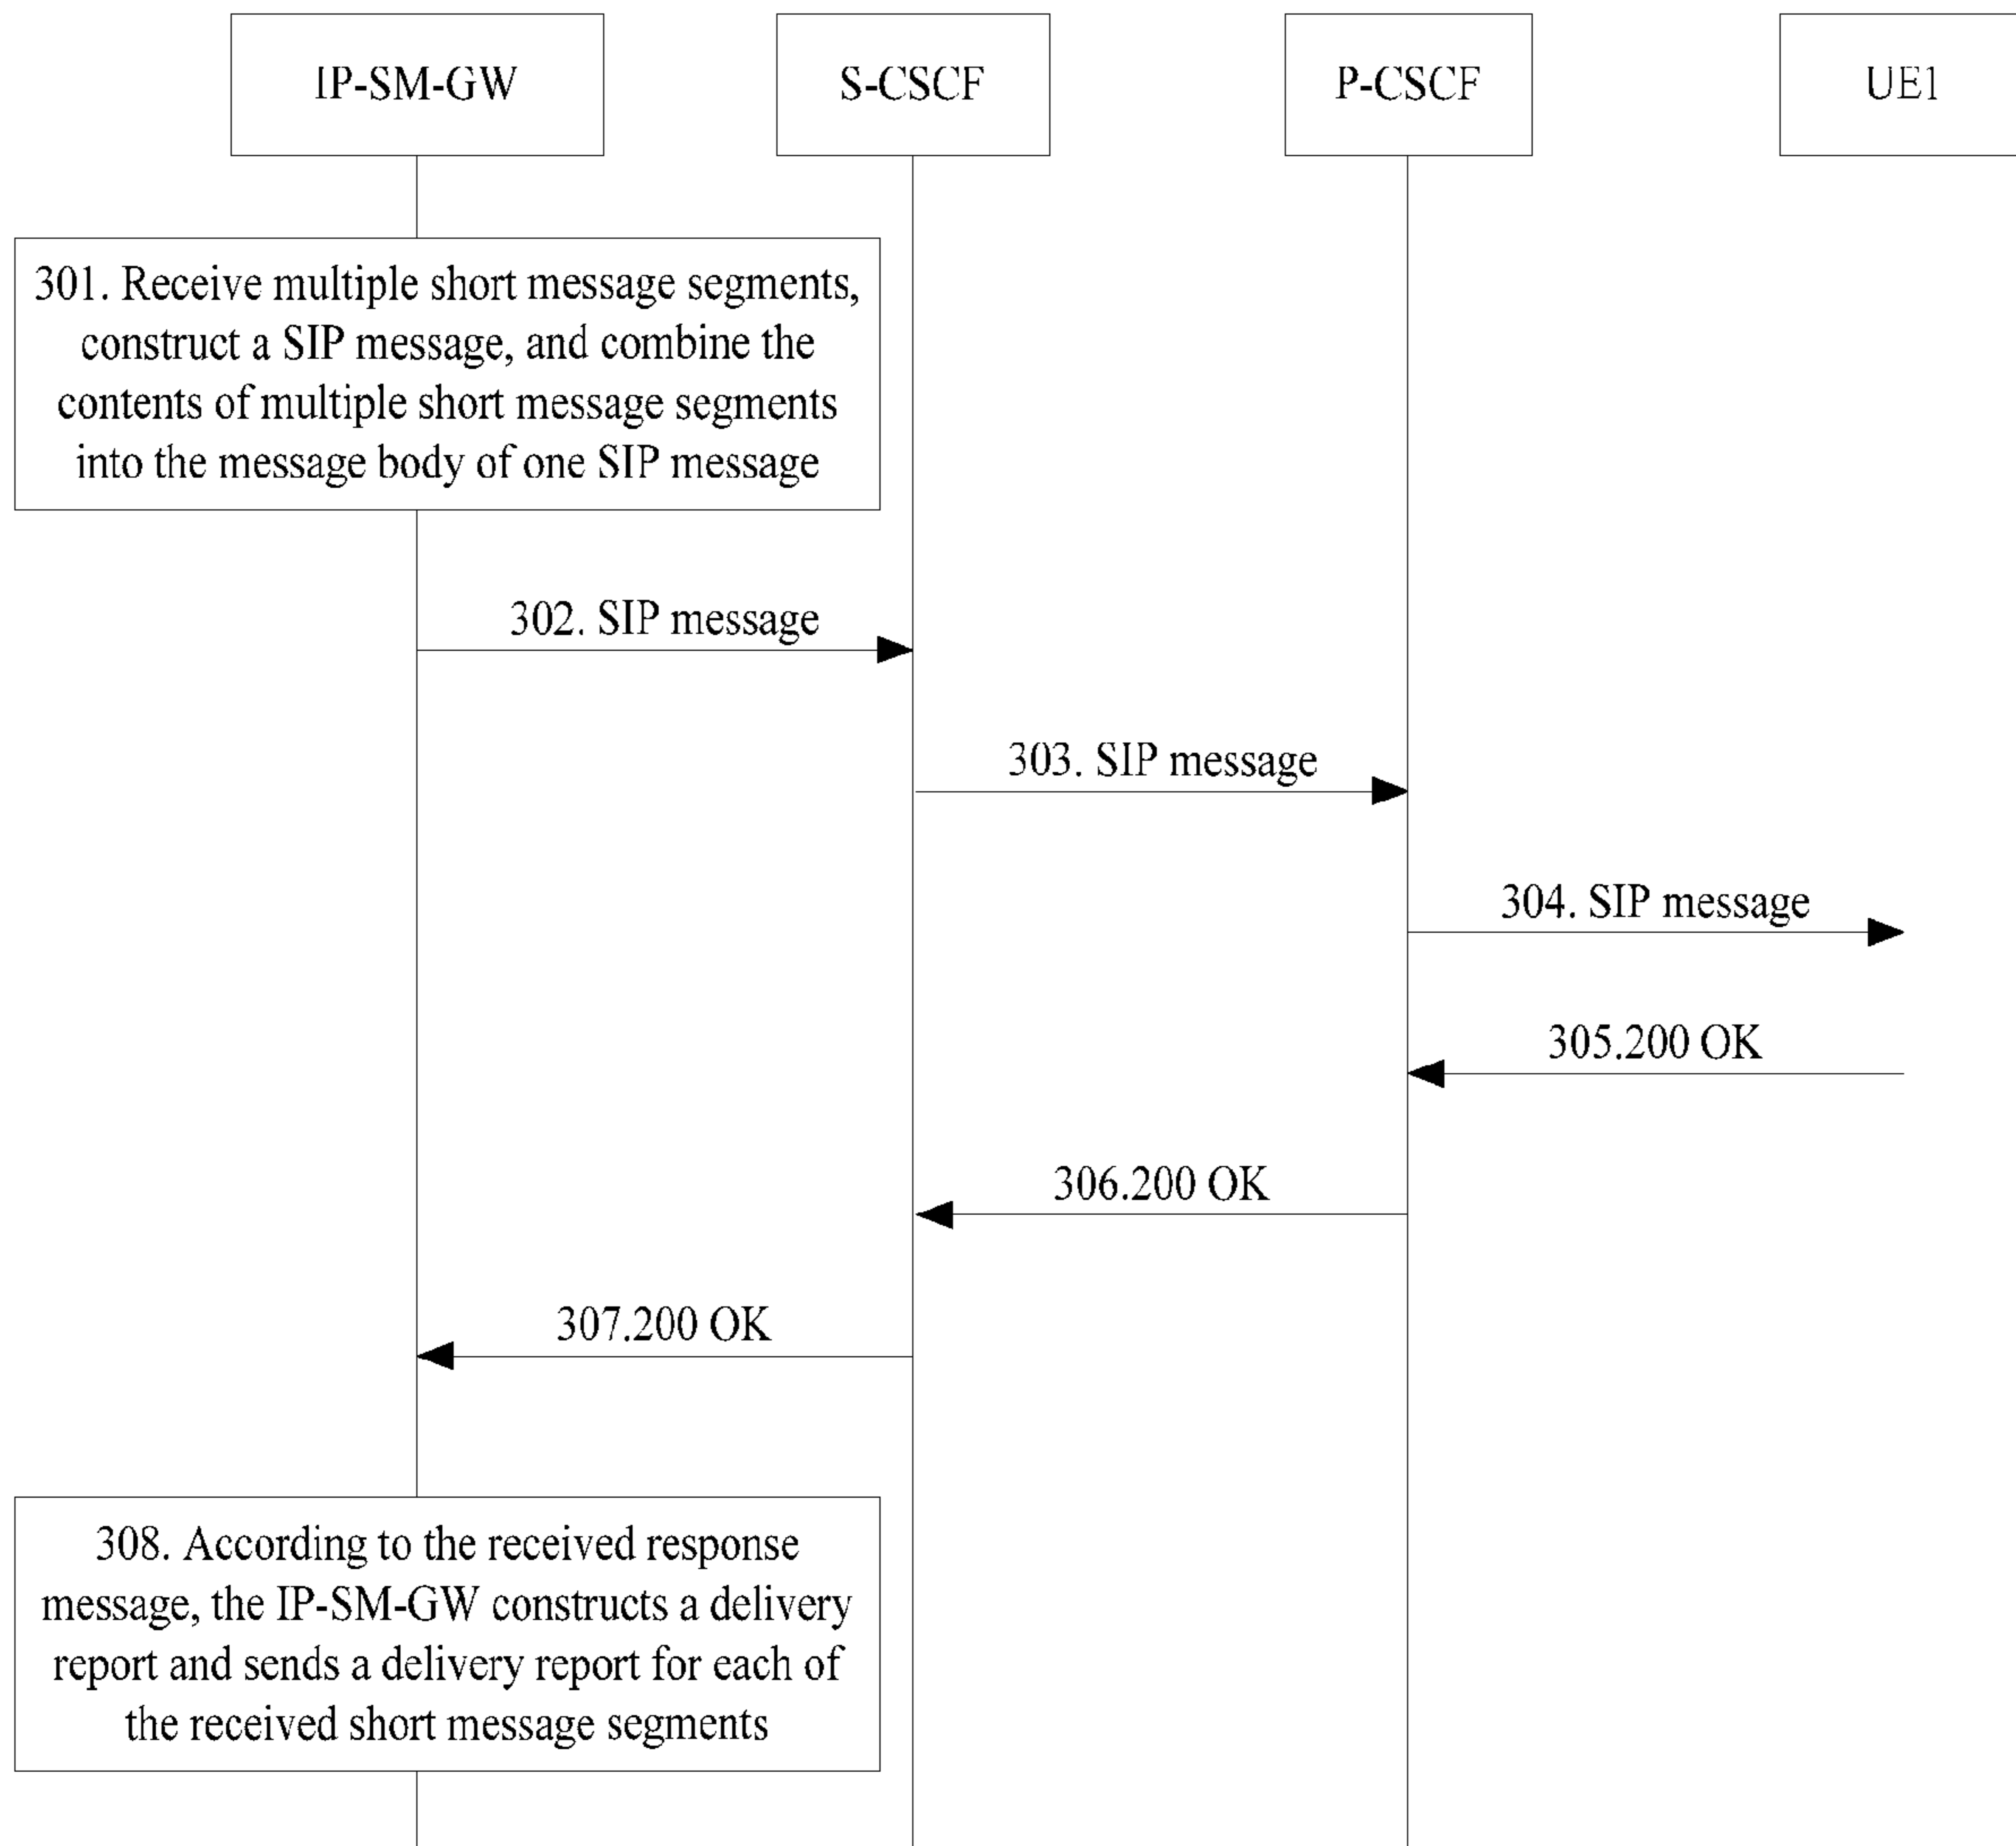 IP-SM-GW
S-CSCF
P-CSCF
UE1
301. Receive multiple short message segments,
construct a SIP message, and combine the
contents of multiple short message segments
into the message body of one SIP message
302. SIP message
303. SIP message
304. SIP message
305.200 OK
306.200 OK
307.200 OK
308. According to the received response
message, the IP-SM-GW constructs a delivery
report and sends a delivery report for each of
the received short message segments